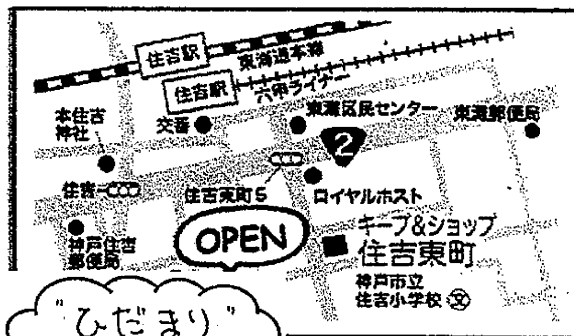 住吉駅
東海道本線
住吉駅
六甲ライナー
本住吉
神社
交番
東灘区民センター
東灘郵便局
2
住吉
住吉東町5
ロイヤルホスト
神戸住吉
郵便局
OPEN
キープ&ショップ
住吉東町
神戸市立
住吉小学校 文
"ひだまり"